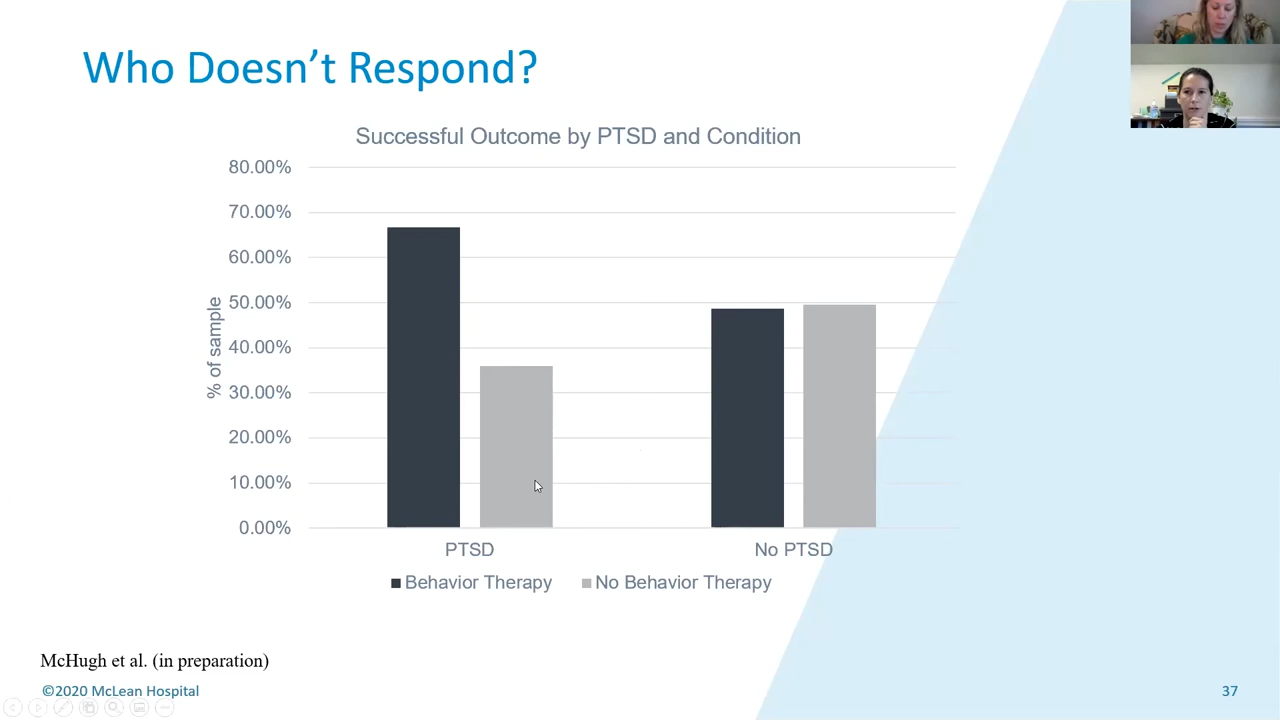 Who Doesn’t Respond?
Successful Outcome by PTSD and Condition
80.00%
70.00%
60.00%
50.00%
40.00%
30.00%
20.00%
10.00%
0.00%
% of sample
PTSD
No PTSD
Behavior Therapy
No Behavior Therapy
McHugh et al. (in preparation)
©2020 McLean Hospital
37